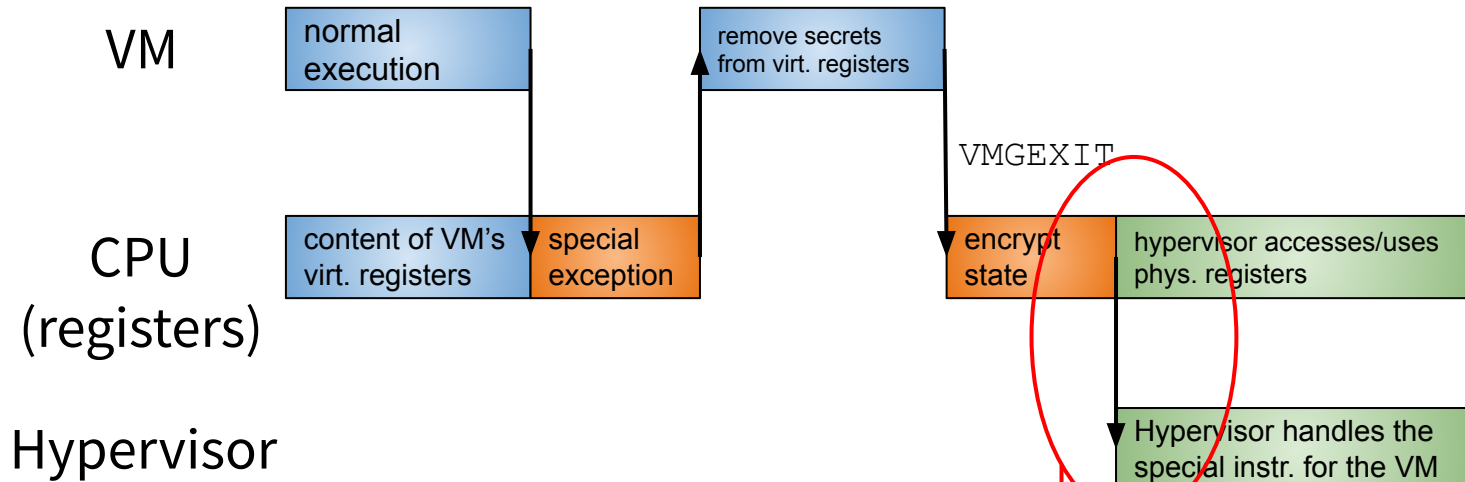 VM
normal
execution
remove secrets
from virt. registers
VMGEXIT
CPU
(registers)
content of VM’s
virt. registers
special
exception
encrypt
state
hypervisor accesses/uses
phys. registers
Hypervisor
Hypervisor handles the
special instr. for the VM